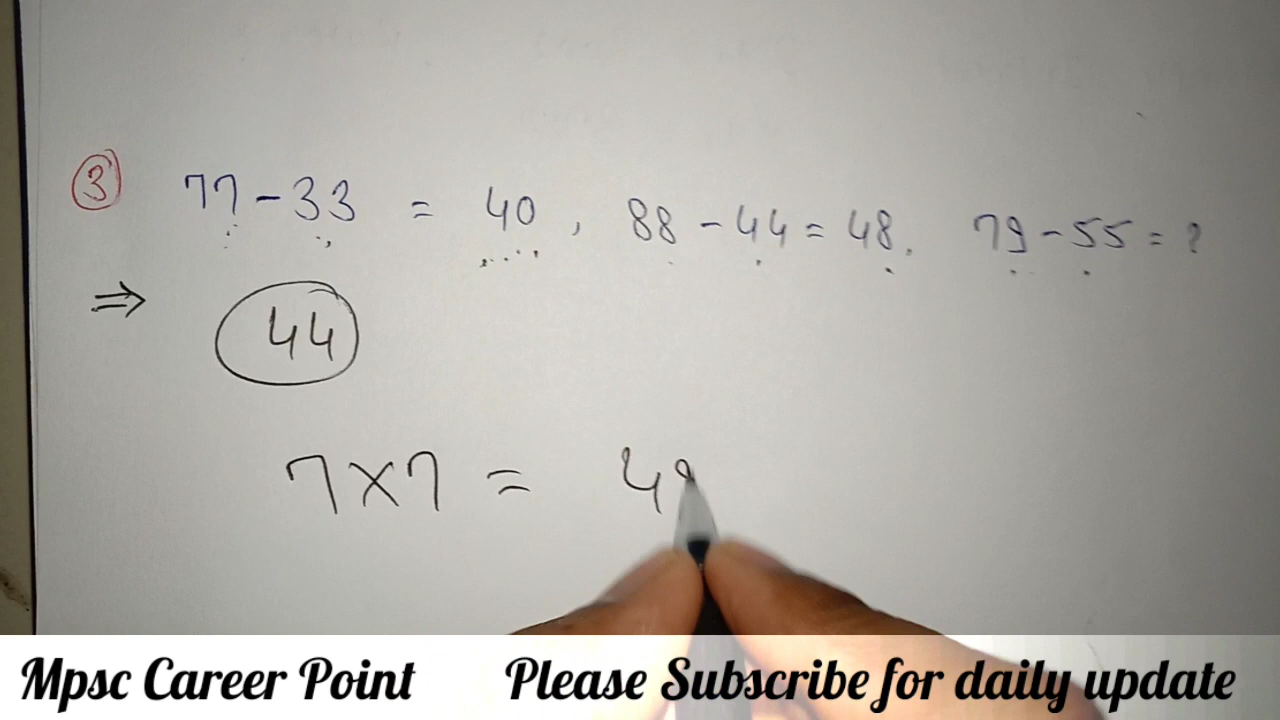 3 77 - 33 = 40 , 88 - 44 = 48. 79 - 55 = ?
⇒ 44
7 × 7 = 49
Mpsc Career Point Please Subscribe for daily update